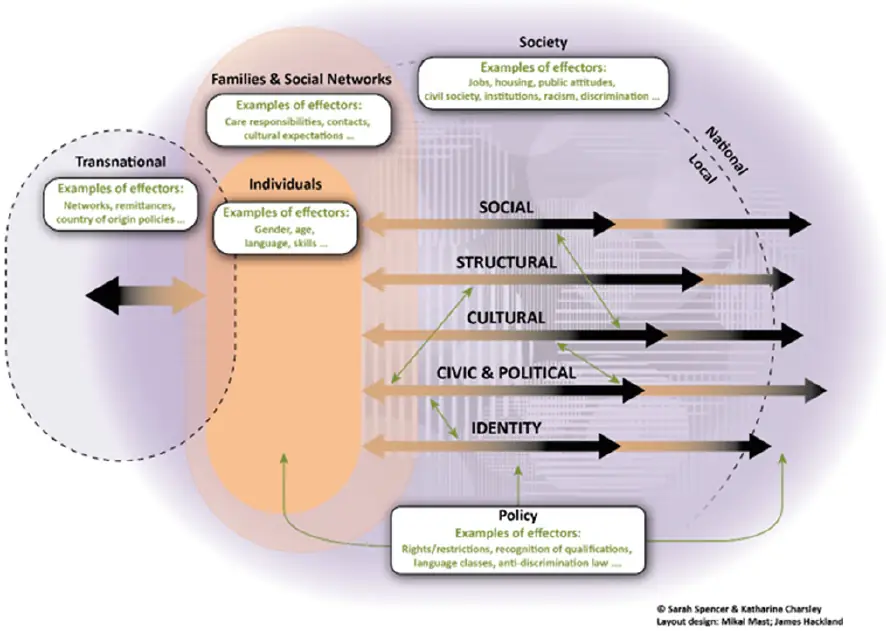 Society
Examples of effectors:
Jobs, housing, public attitudes,
civil society, institutions, racism, discrimination ...
Families & Social Networks
Examples of effectors:
Care responsibilities, contacts,
cultural expectations ...
National
Local
Transnational
Examples of effectors:
Networks, remittances,
country of origin policies ...
Individuals
Examples of effectors:
Gender, age,
language, skills ...
SOCIAL
STRUCTURAL
CULTURAL
CIVIC & POLITICAL
IDENTITY
Policy
Examples of effectors:
Rights/restrictions, recognition of qualifications,
language classes, anti-discrimination law ....
© Sarah Spencer & Katharine Charsley
Layout design: Mikal Mast; James Hackland